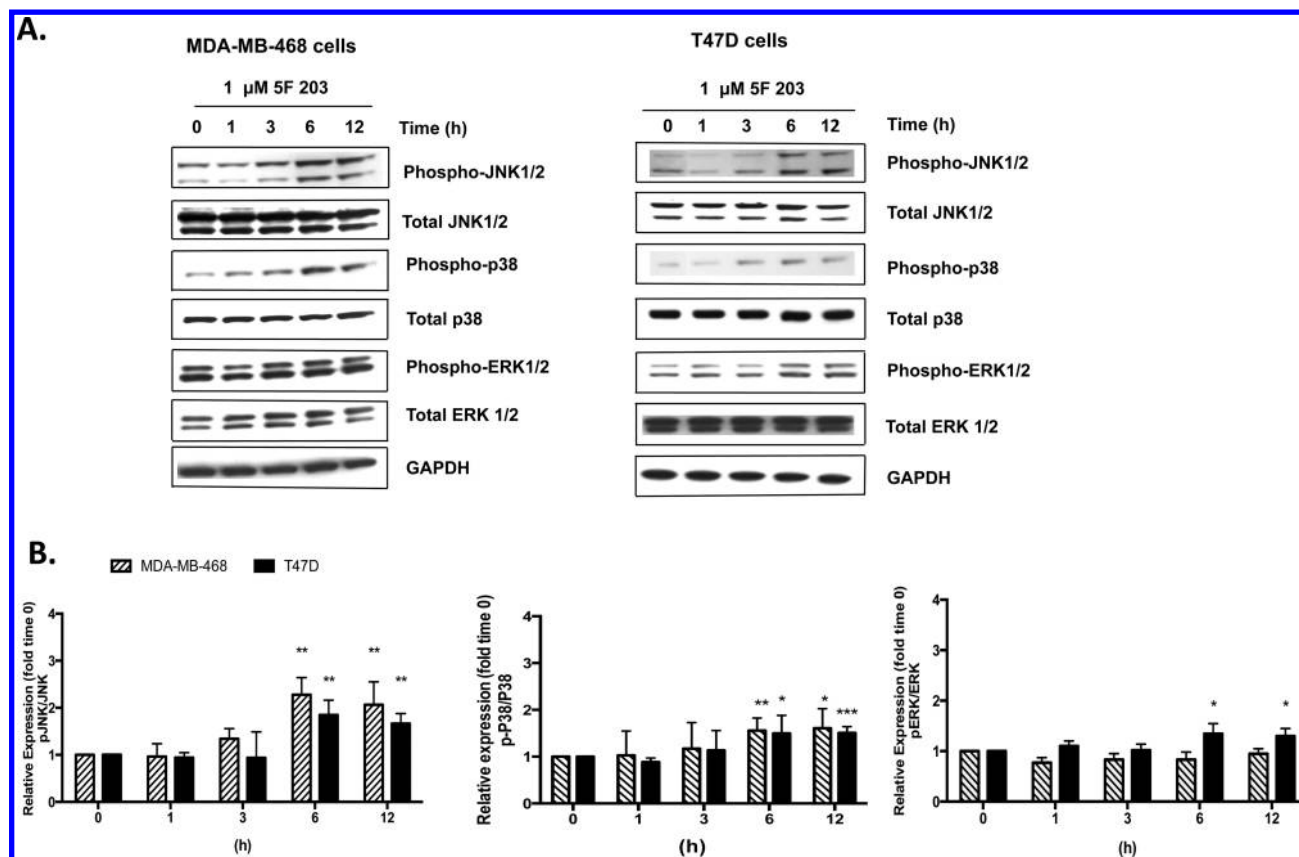 A.
MDA-MB-468 cells
1 µM 5F 203
0 1 3 6 12 Time (h)
Phospho-JNK1/2
Total JNK1/2
Phospho-p38
Total p38
Phospho-ERK1/2
Total ERK 1/2
GAPDH
T47D cells
1 µM 5F 203
0 1 3 6 12 Time (h)
Phospho-JNK1/2
Total JNK1/2
Phospho-p38
Total p38
Phospho-ERK1/2
Total ERK 1/2
GAPDH
B.
MDA-MB-468 T47D
Relative Expression (fold time 0)
pJNK/JNK
4
3
2
1
0
** ** ** **
0 1 3 6 12
(h)
Relative expression (fold time 0)
p-P38/P38
4
3
2
1
0
** * * ***
0 1 3 6 12
(h)
Relative Expression (fold time 0)
pERK/ERK
4
3
2
1
0
* *
0 1 3 6 12
(h)